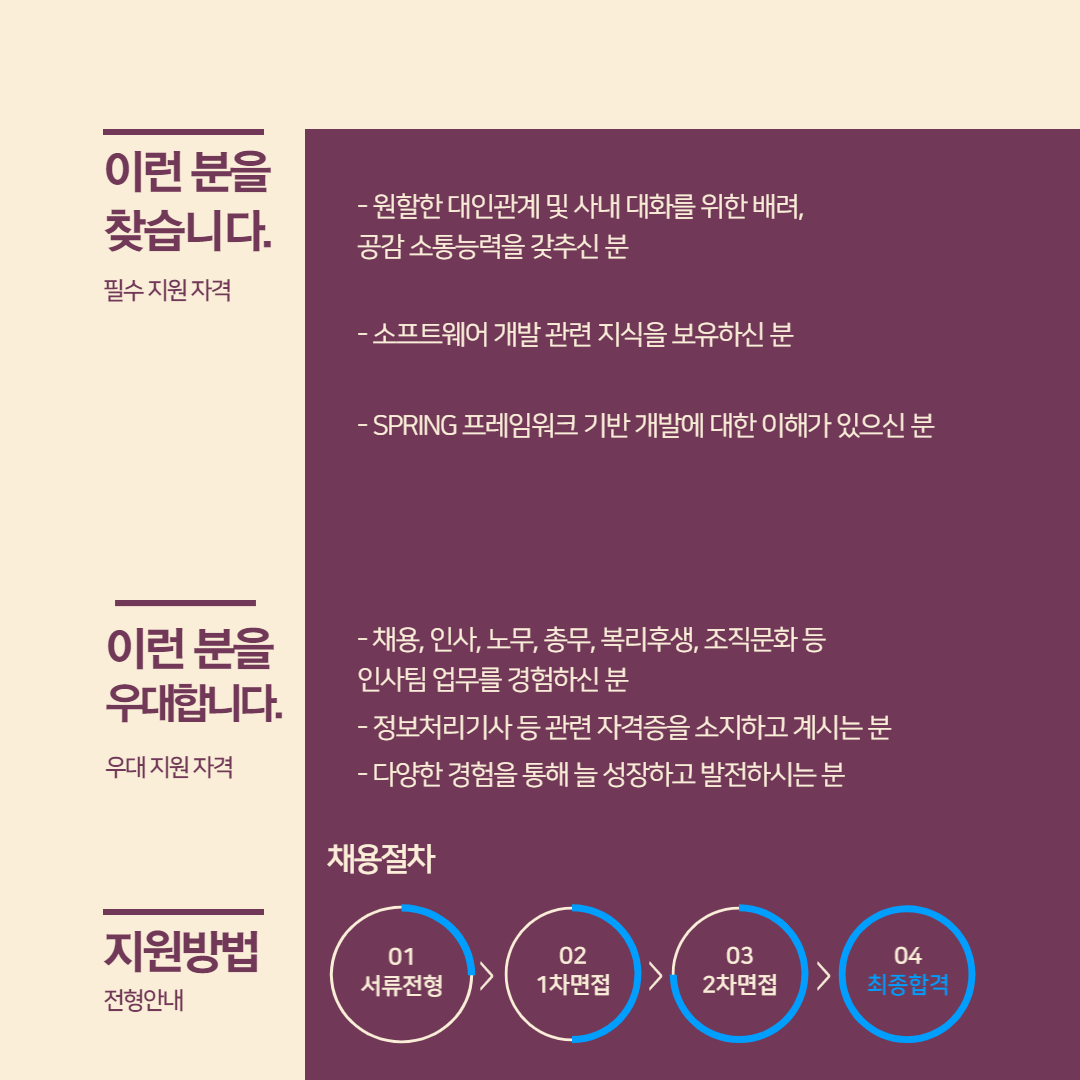 이런 분을
찾습니다.
필수 지원 자격
- 원할한 대인관계 및 사내 대화를 위한 배려,
공감 소통능력을 갖추신 분
- 소프트웨어 개발 관련 지식을 보유하신 분
- SPRING 프레임워크 기반 개발에 대한 이해가 있으신 분
이런 분을
우대합니다.
우대 지원 자격
- 채용, 인사, 노무, 총무, 복리후생, 조직문화 등
인사팀 업무를 경험하신 분
- 정보처리기사 등 관련 자격증을 소지하고 계시는 분
- 다양한 경험을 통해 늘 성장하고 발전하시는 분
지원방법
전형안내
채용절차
01
서류전형
02
1차면접
03
2차면접
04
최종합격